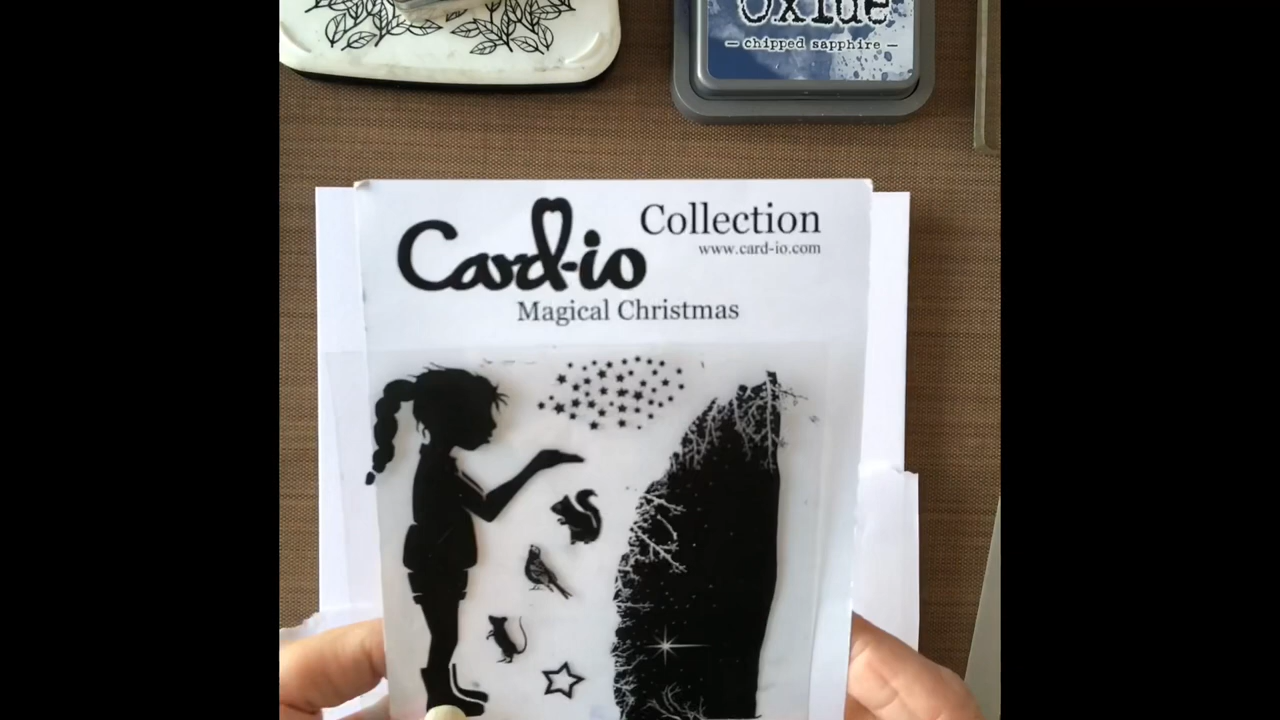 Oxide
— chipped sapphire —
Card-io
Collection
www.card-io.com
Magical Christmas